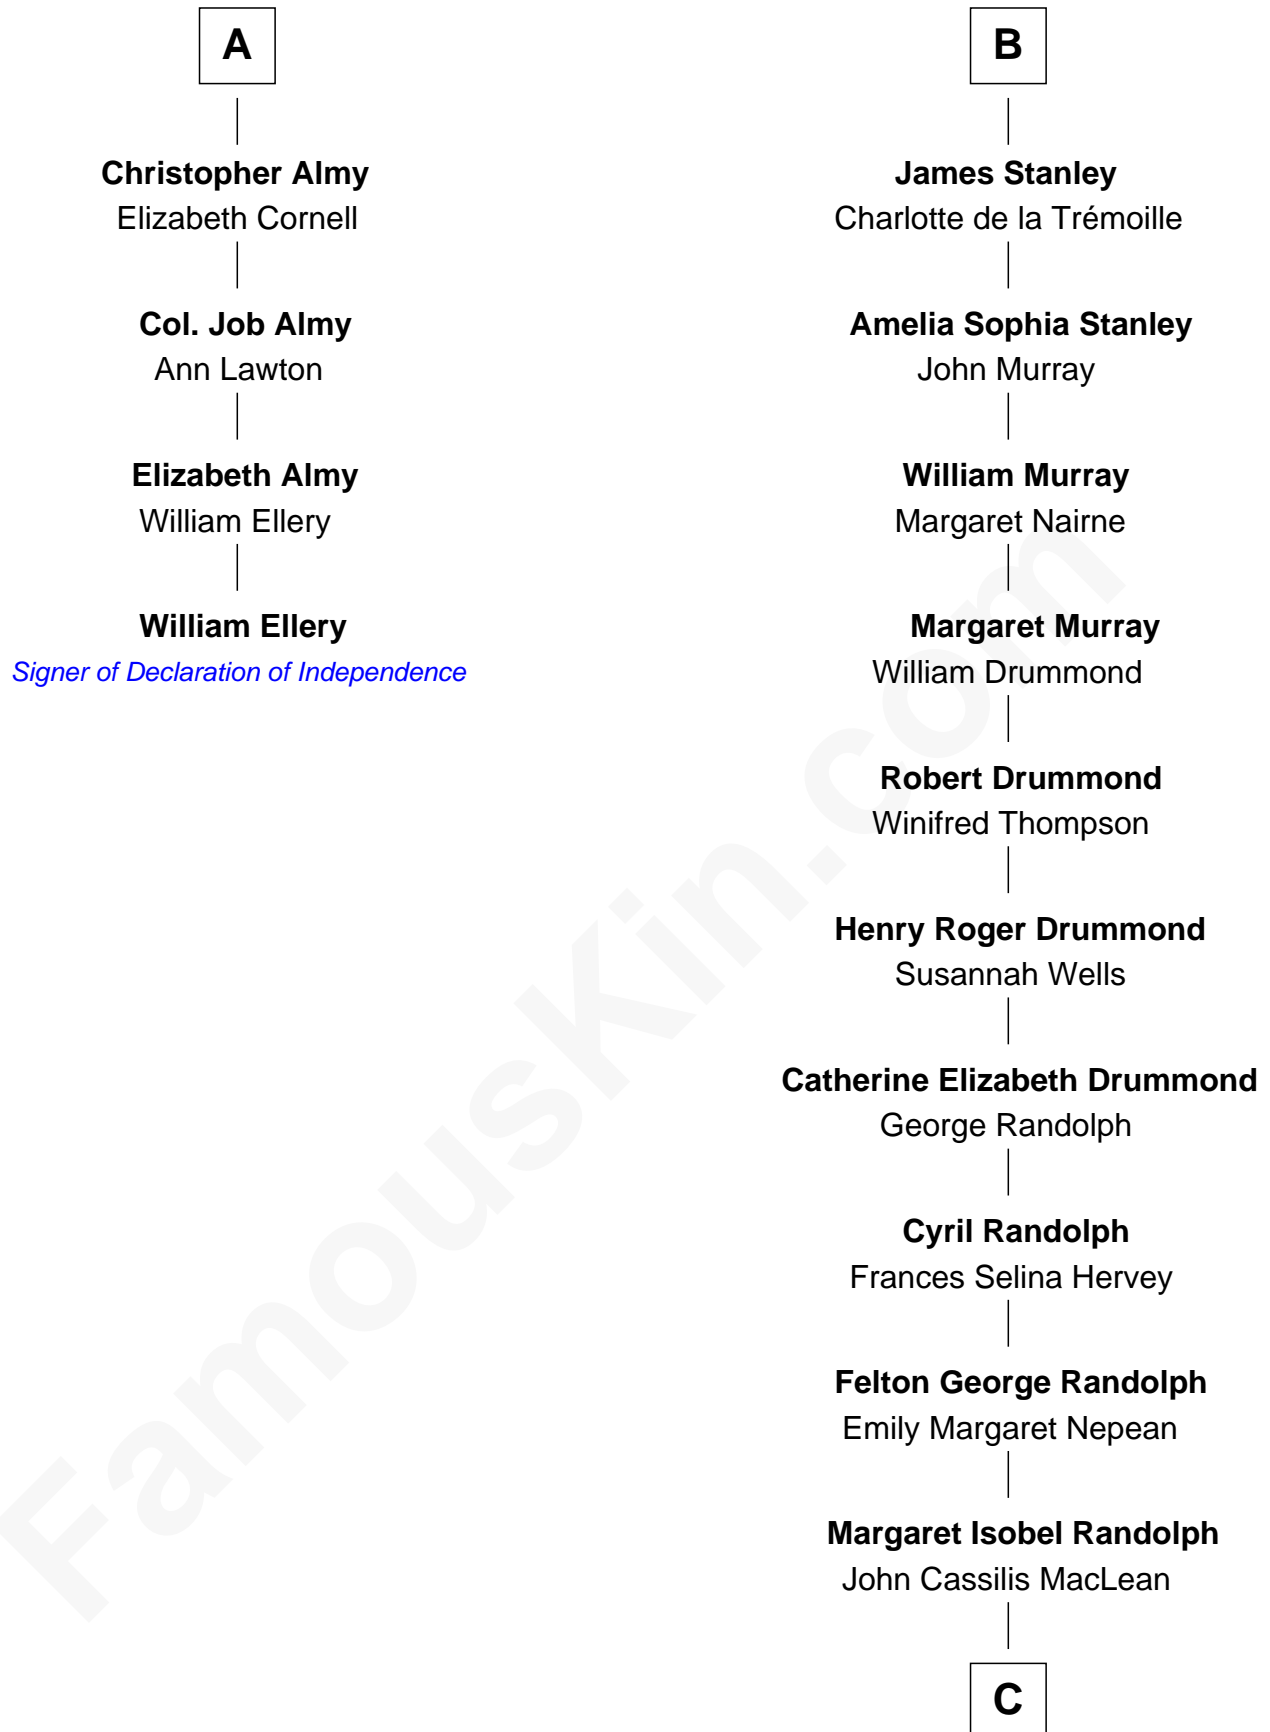 A
Christopher Almy
Elizabeth Cornell
Col. Job Almy
Ann Lawton
Elizabeth Almy
William Ellery
William Ellery
Signer of Declaration of Independence
B
James Stanley
Charlotte de la Trémoille
Amelia Sophia Stanley
John Murray
William Murray
Margaret Nairne
Margaret Murray
William Drummond
Robert Drummond
Winifred Thompson
Henry Roger Drummond
Susannah Wells
Catherine Elizabeth Drummond
George Randolph
Cyril Randolph
Frances Selina Hervey
Felton George Randolph
Emily Margaret Nepean
Margaret Isobel Randolph
John Cassilis MacLean
C
FamousKin.com